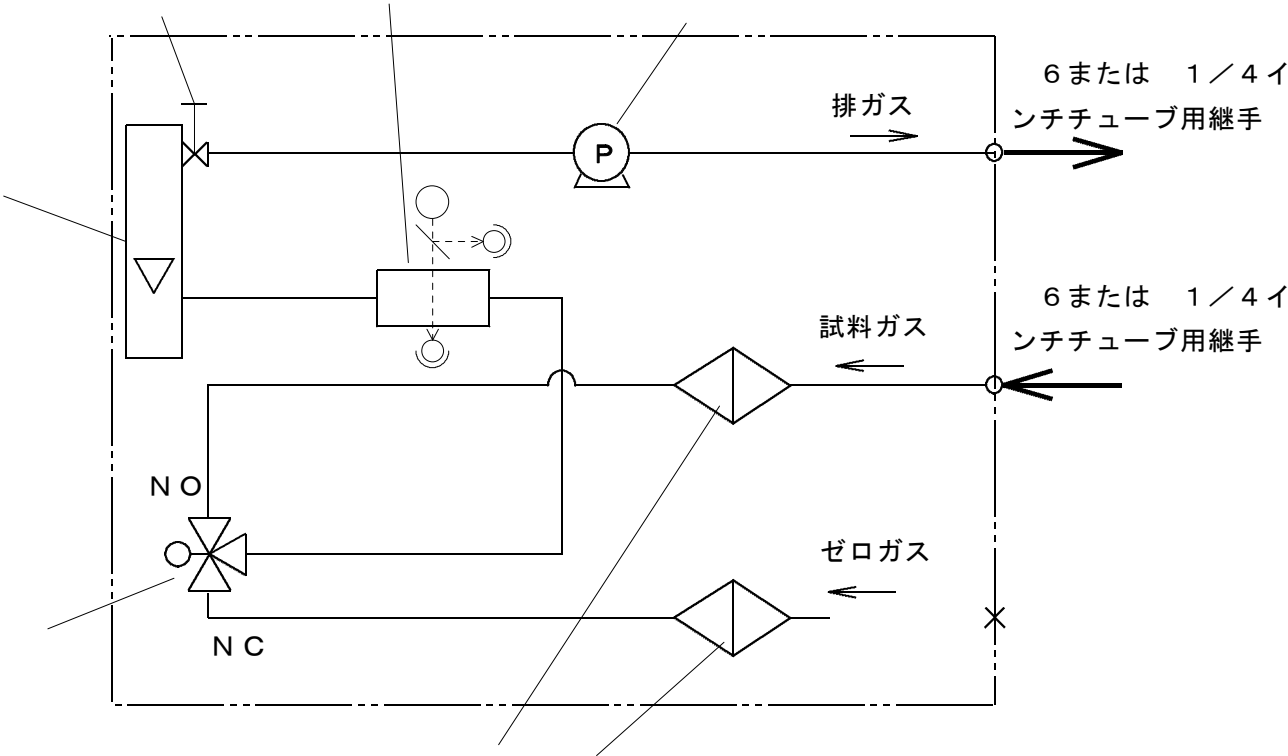 ６または　１／４イ
ンチチューブ用継手
排ガス
P
６または　１／４イ
ンチチューブ用継手
試料ガス
ＮＯ
ゼロガス
ＮＣ